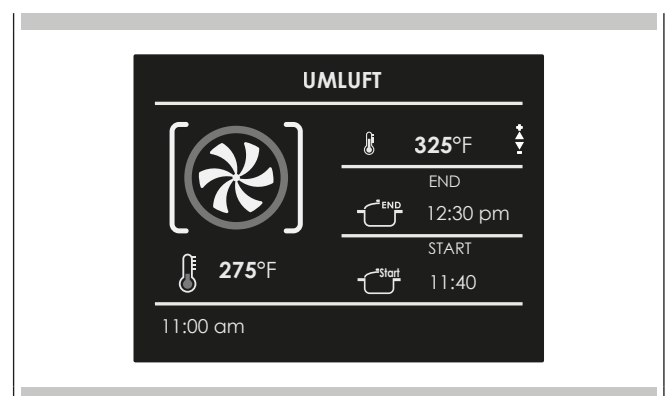 UMLUFT
325°F
END
END 12:30 pm
START
275°F
Start 11:40
11:00 am